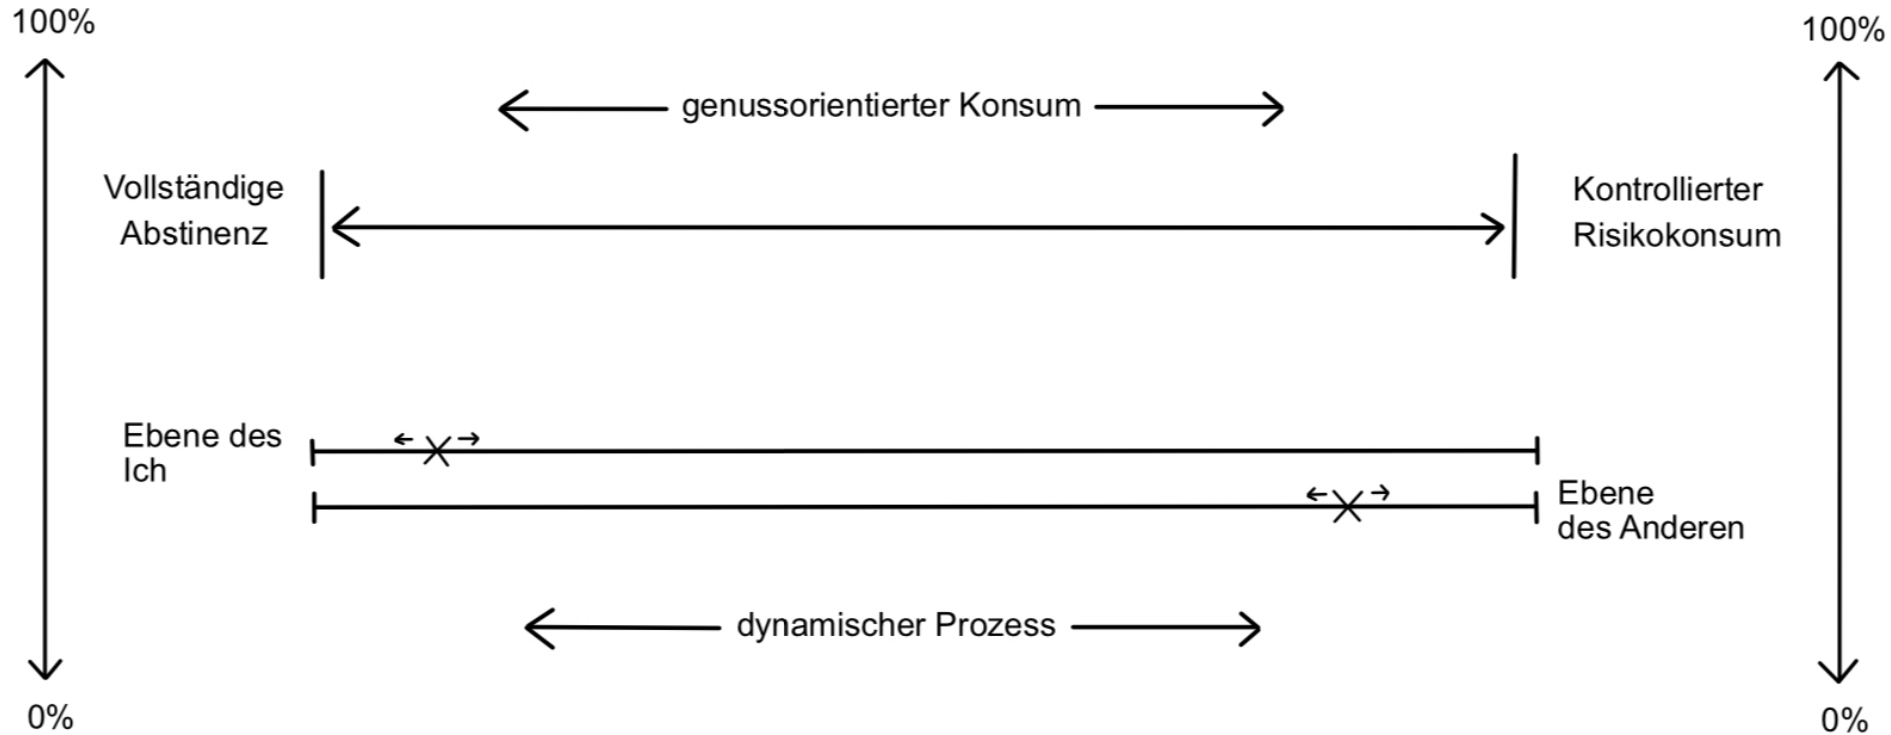 100%
100%
genussorientierter Konsum
Vollständige
Abstinenz
Kontrollierter
Risikokonsum
Ebene des
Ich
Ebene
des Anderen
dynamischer Prozess
0%
0%